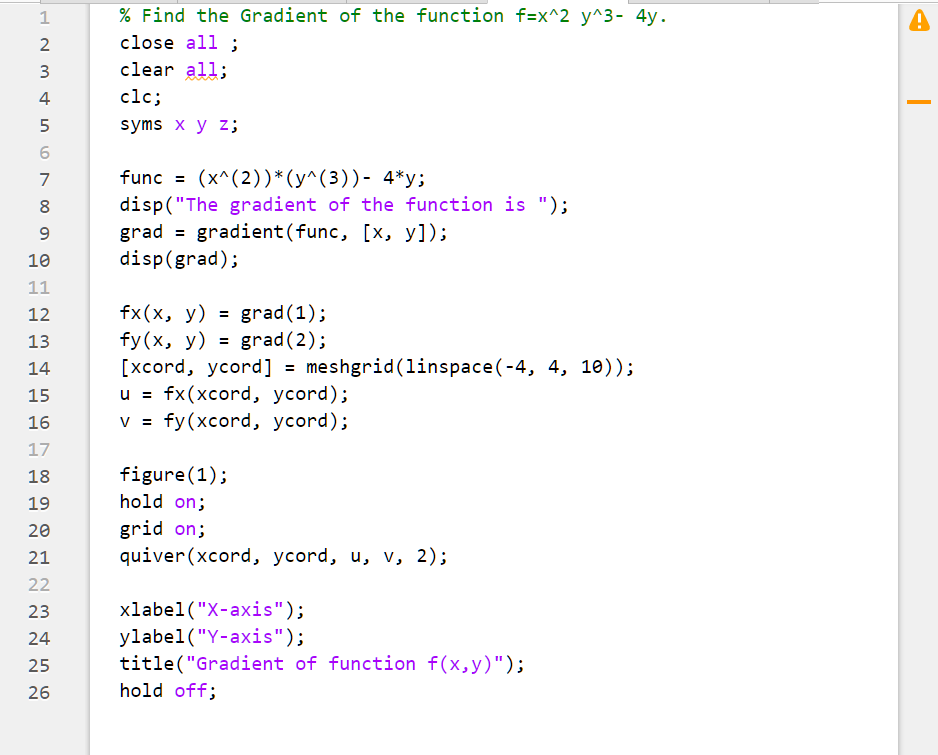 1 % Find the Gradient of the function f=x^2 y^3- 4y.
2 close all ;
3 clear all;
4 clc;
5 syms x y z;
6
7 func = (x^(2))*(y^(3))- 4*y;
8 disp("The gradient of the function is ");
9 grad = gradient(func, [x, y]);
10 disp(grad);
11
12 fx(x, y) = grad(1);
13 fy(x, y) = grad(2);
14 [xcord, ycord] = meshgrid(linspace(-4, 4, 10));
15 u = fx(xcord, ycord);
16 v = fy(xcord, ycord);
17
18 figure(1);
19 hold on;
20 grid on;
21 quiver(xcord, ycord, u, v, 2);
22
23 xlabel("X-axis");
24 ylabel("Y-axis");
25 title("Gradient of function f(x,y)");
26 hold off;